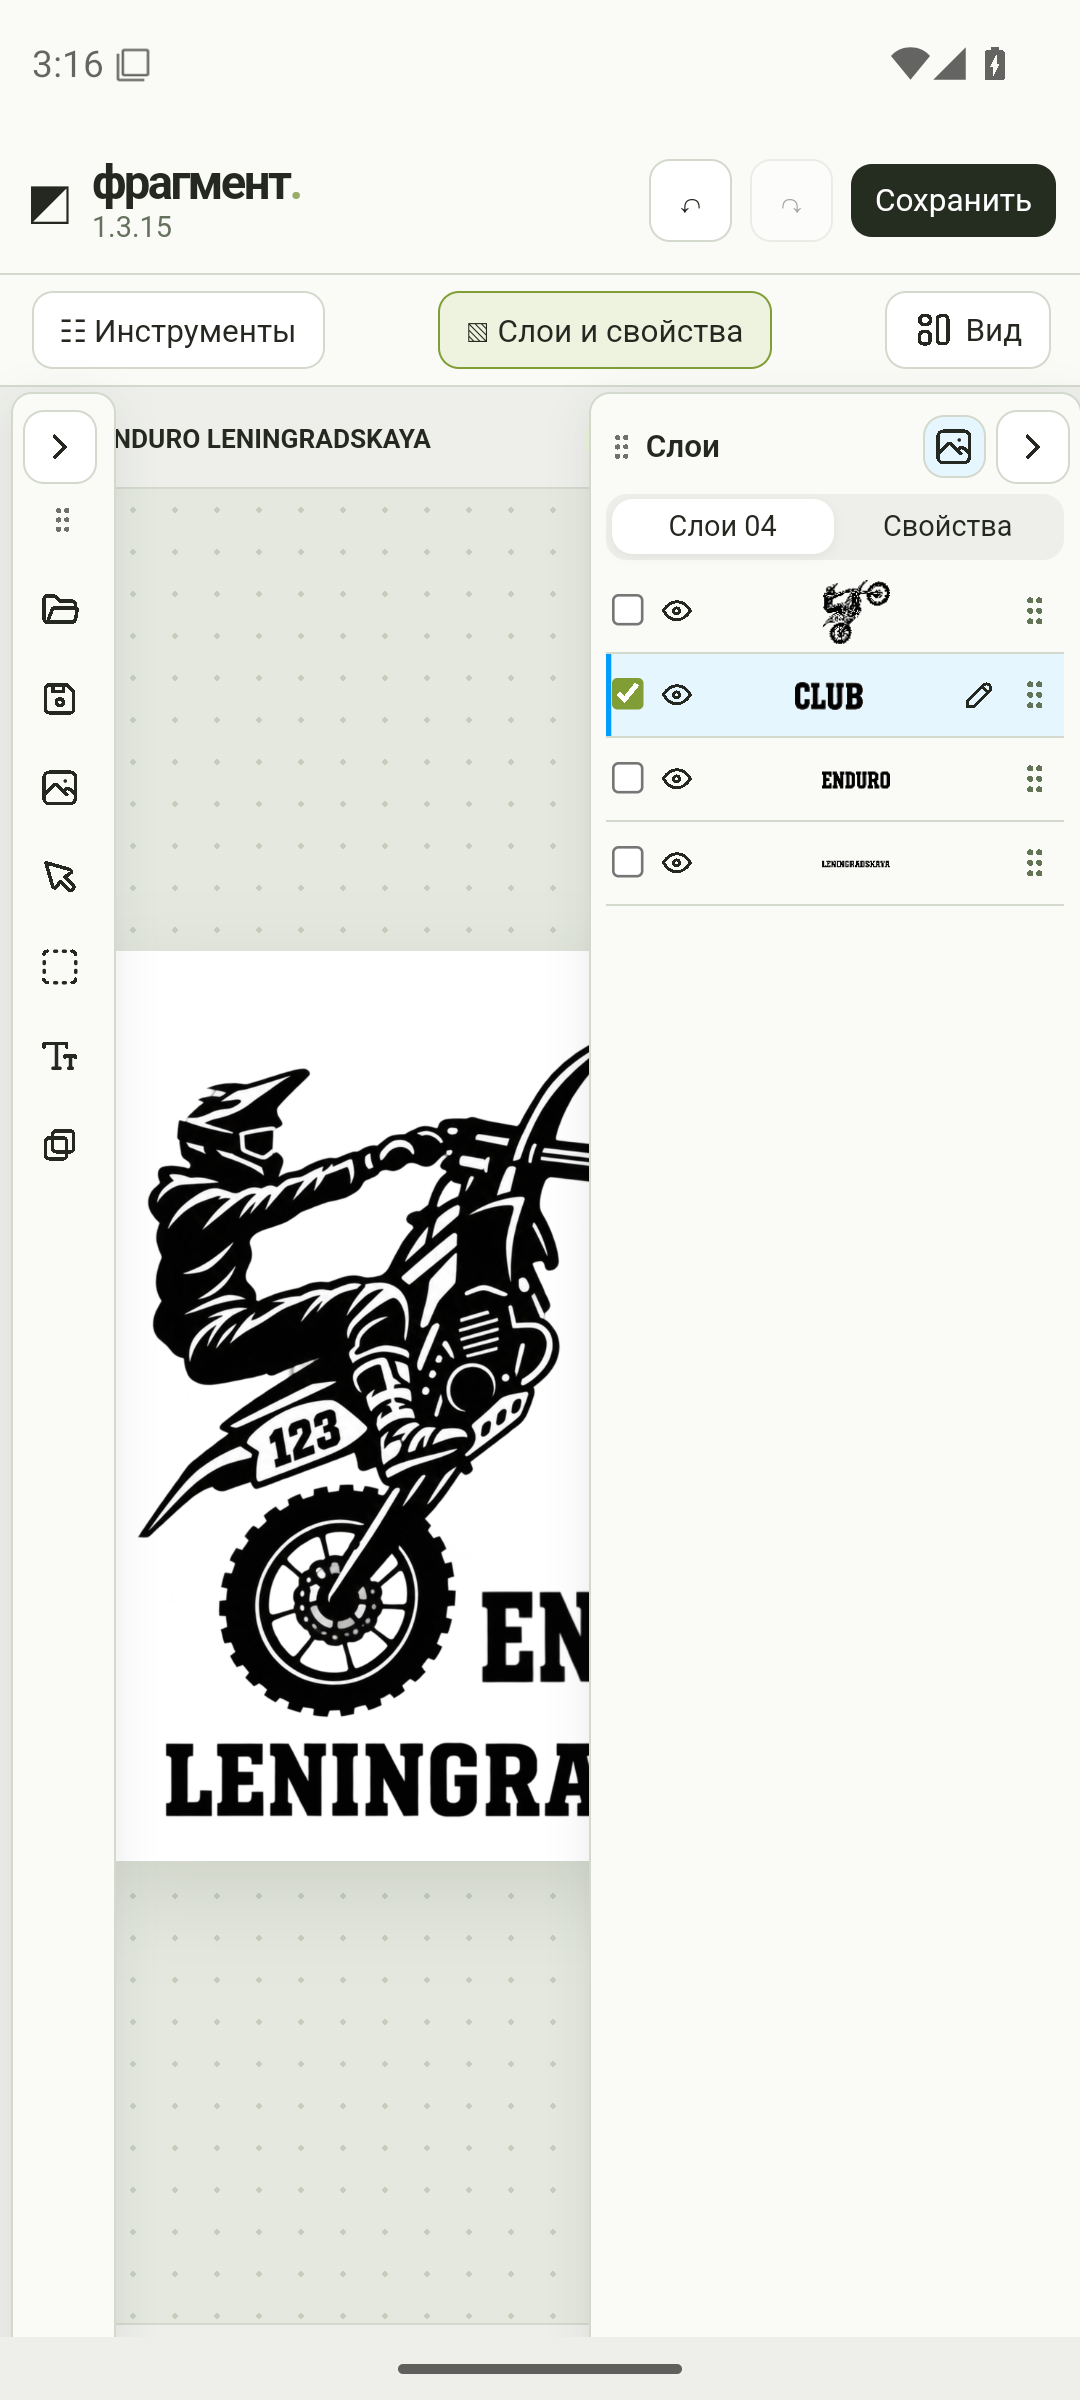 3:16
фрагмент.
1.3.15
Сохранить
Инструменты
Слои и свойства
Вид
NDURO LENINGRADSKAYA
Слои
Слои 04
Свойства
CLUB
ENDURO
LENINGRADSKAYA
123
EN
LENINGRA